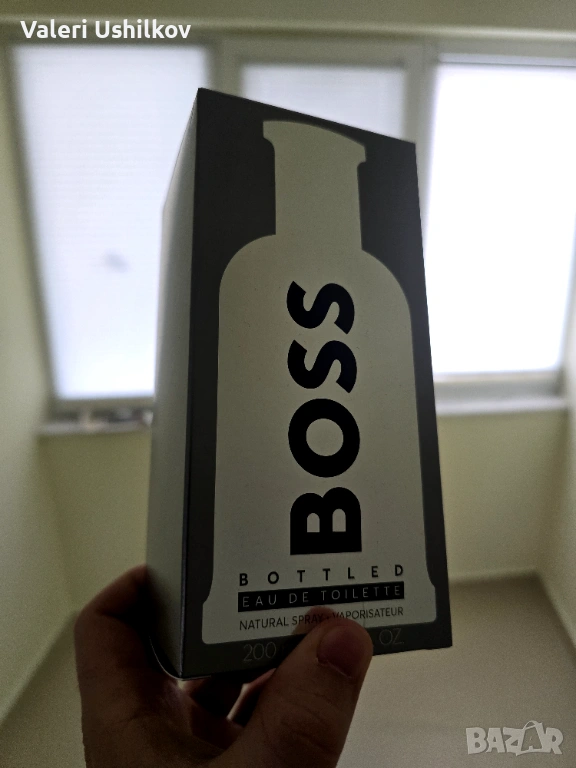 Valeri Ushilkov
BOSS
BOTTLED
EAU DE TOILETTE
NATURAL SPRAY • VAPORISATEUR
200 OZ.
BAZAR